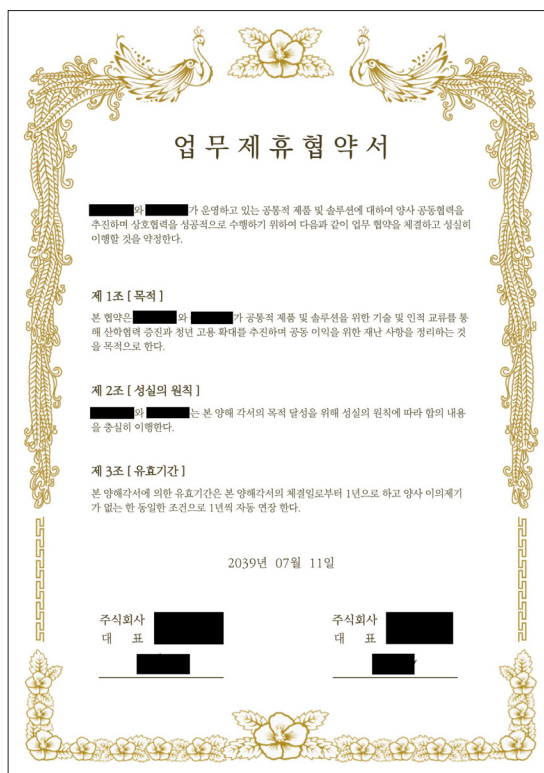 업무제휴협약서
와 가 운영하고 있는 공통적 제품 및 솔루션에 대하여 양사 공동협력을
추진하며 상호협력을 성공적으로 수행하기 위하여 다음과 같이 업무 협약을 체결하고 성실히
이행할 것을 약정한다.
제 1조 [ 목적 ]
본 협약은 와 가 공통적 제품 및 솔루션을 위한 기술 및 인적 교류를 통
해 산학협력 증진과 청년 고용 확대를 추진하며 공동 이익을 위한 재난 사항을 정리하는 것
을 목적으로 한다.
제 2조 [ 성실의 원칙 ]
와 는 본 양해 각서의 목적 달성을 위해 성실의 원칙에 따라 합의 내용
을 충실히 이행한다.
제 3조 [ 유효기간 ]
본 양해각서에 의한 유효기간은 본 양해각서의 체결일로부터 1년으로 하고 양사 이의제기
가 없는 한 동일한 조건으로 1년씩 자동 연장 한다.
2039년 07월 11일
주식회사
대 표
주식회사
대 표